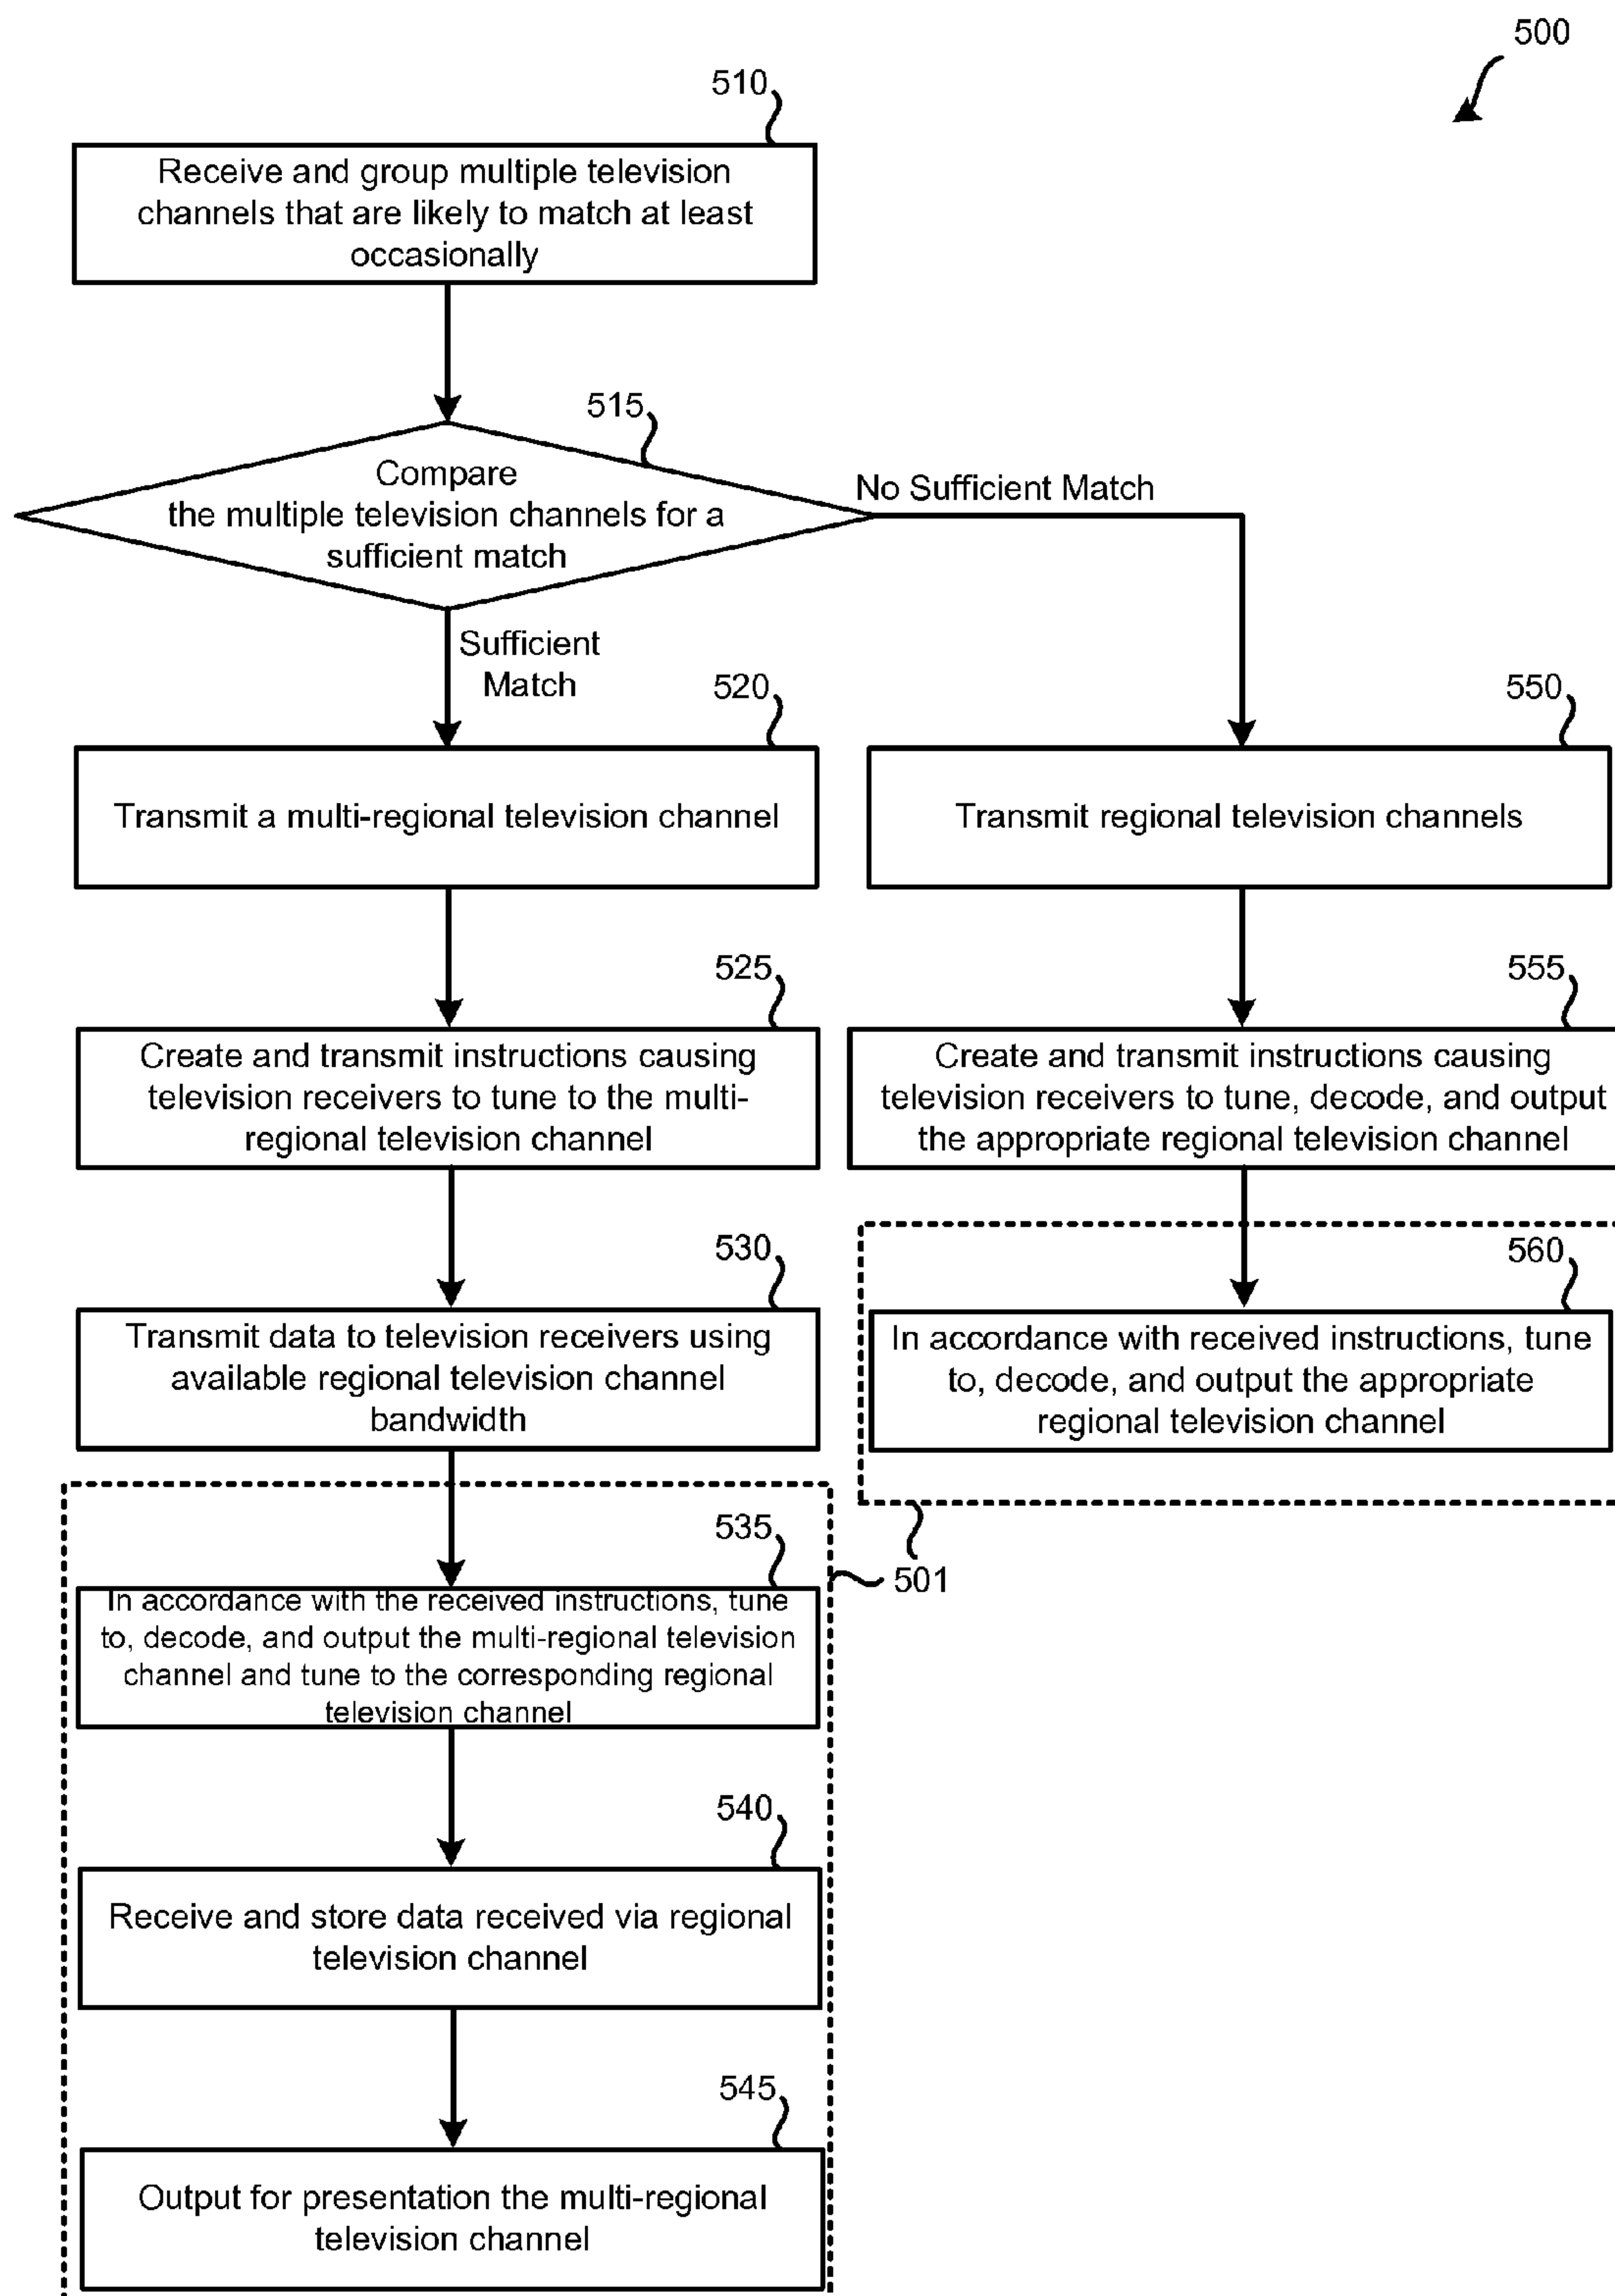 500
510
Receive and group multiple television
channels that are likely to match at least
occasionally
515
Compare
the multiple television channels for a
sufficient match
No Sufficient Match
Sufficient
Match
520
Transmit a multi-regional television channel
550
Transmit regional television channels
525
Create and transmit instructions causing
television receivers to tune to the multi-
regional television channel
555
Create and transmit instructions causing
television receivers to tune, decode, and output
the appropriate regional television channel
530
Transmit data to television receivers using
available regional television channel
bandwidth
560
In accordance with received instructions, tune
to, decode, and output the appropriate
regional television channel
535
In accordance with the received instructions, tune
to, decode, and output the multi-regional television
channel and tune to the corresponding regional
television channel
501
540
Receive and store data received via regional
television channel
545
Output for presentation the multi-regional
television channel